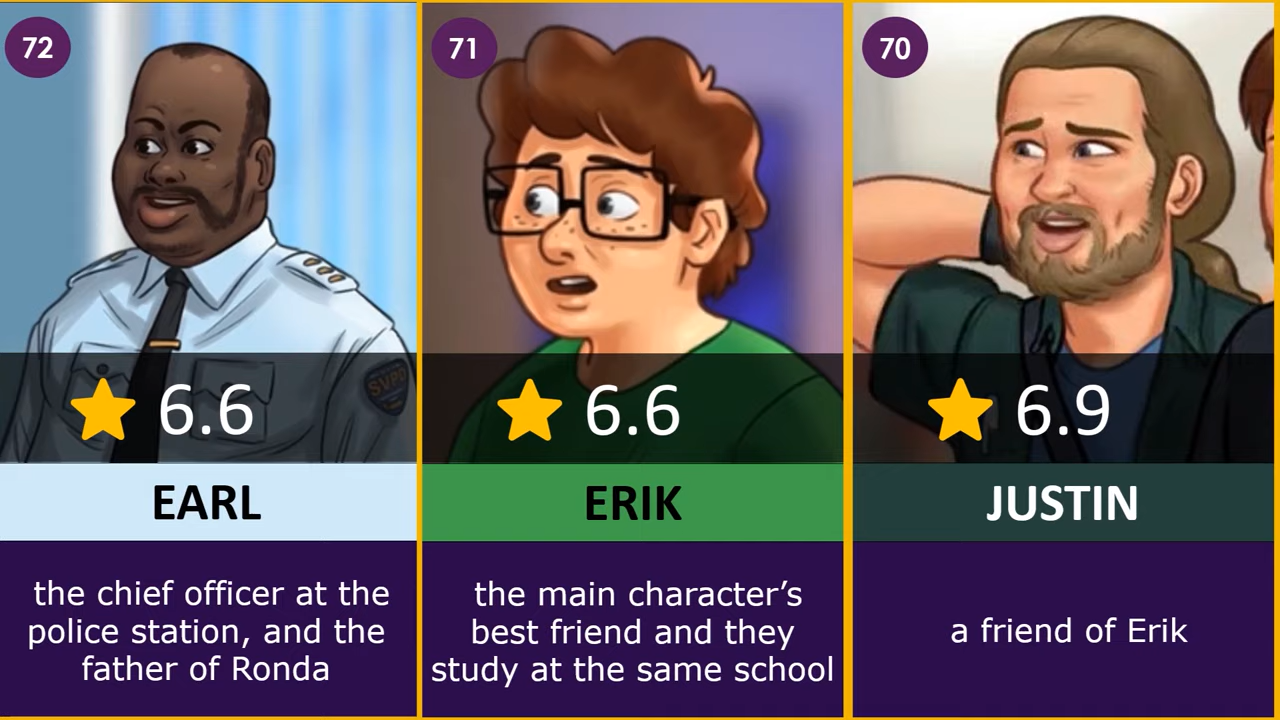 72
6.6
SVPD
EARL
the chief officer at the
police station, and the
father of Ronda
71
6.6
ERIK
the main character’s
best friend and they
study at the same school
70
6.9
JUSTIN
a friend of Erik